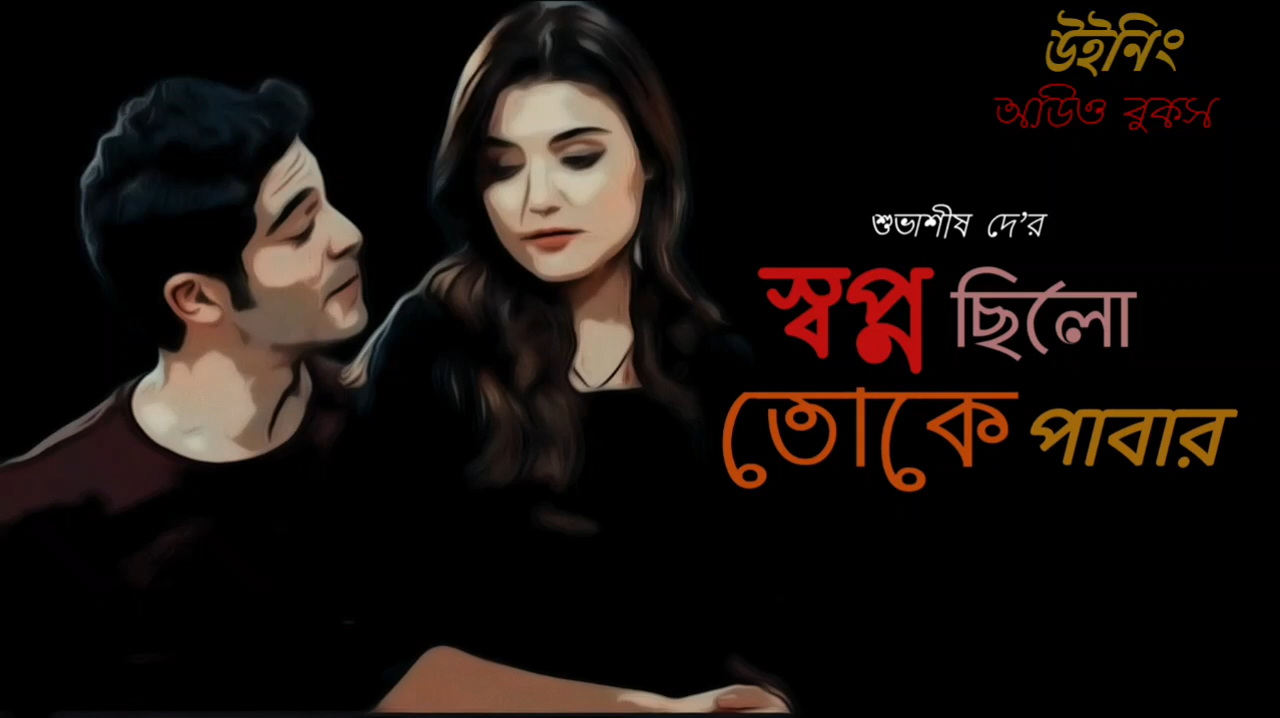 উইনিং
অডিও বুকস
শুভাশীষ দে'র
স্বপ্ন ছিলো
তোকে পাবার